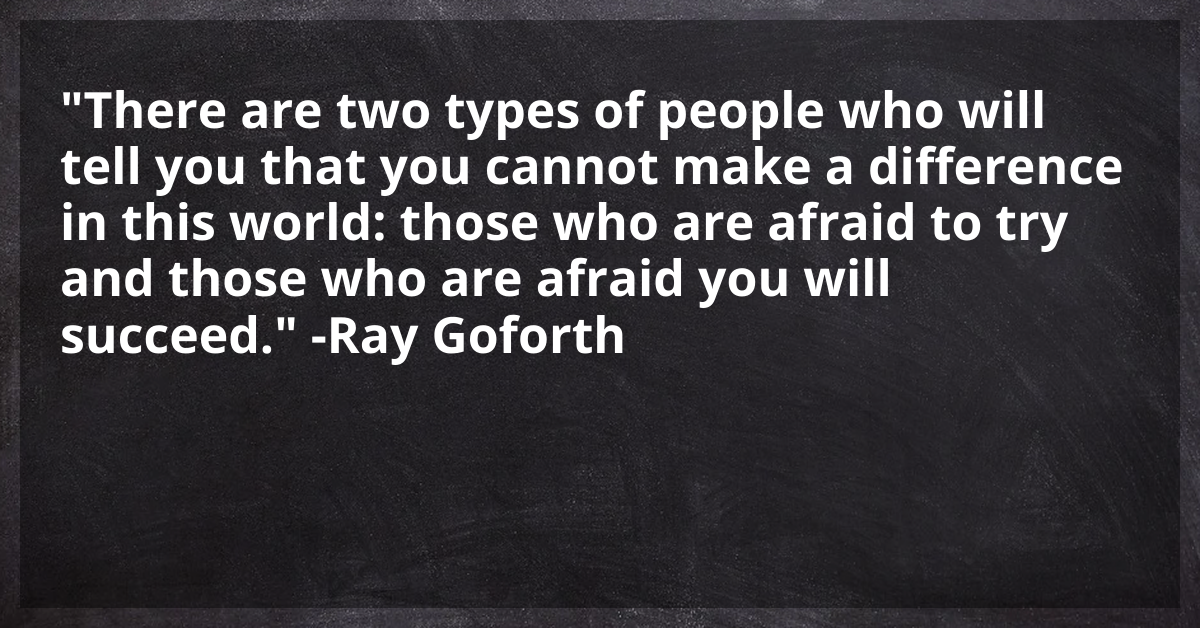 "There are two types of people who will
tell you that you cannot make a difference
in this world: those who are afraid to try
and those who are afraid you will
succeed." -Ray Goforth